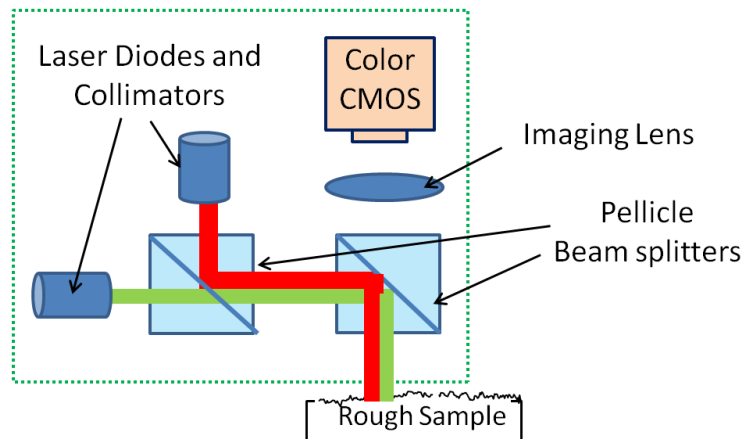 Laser Diodes and
Collimators
Color
CMOS
Imaging Lens
Pellicle
Beam splitters
Rough Sample